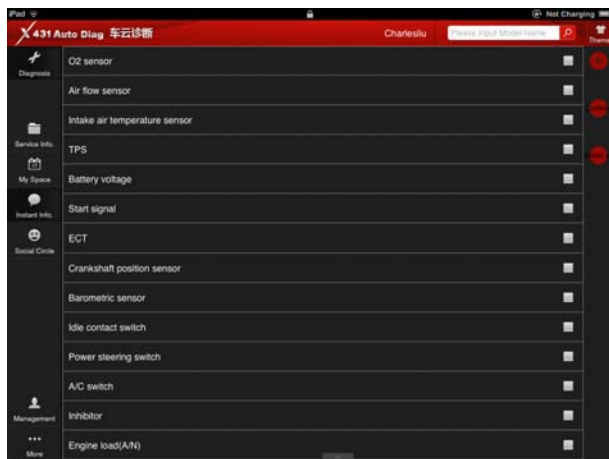 iPad
Not Charging
X 431 Auto Diag 车云诊断
Charlesliu
Please Input Model Name
Theme
Diagnosis
Service Info.
My Space
Instant Info.
Social Circle
Management
More
O2 sensor
Air flow sensor
Intake air temperature sensor
TPS
Battery voltage
Start signal
ECT
Crankshaft position sensor
Barometric sensor
Idle contact switch
Power steering switch
A/C switch
Inhibitor
Engine load(A/N)